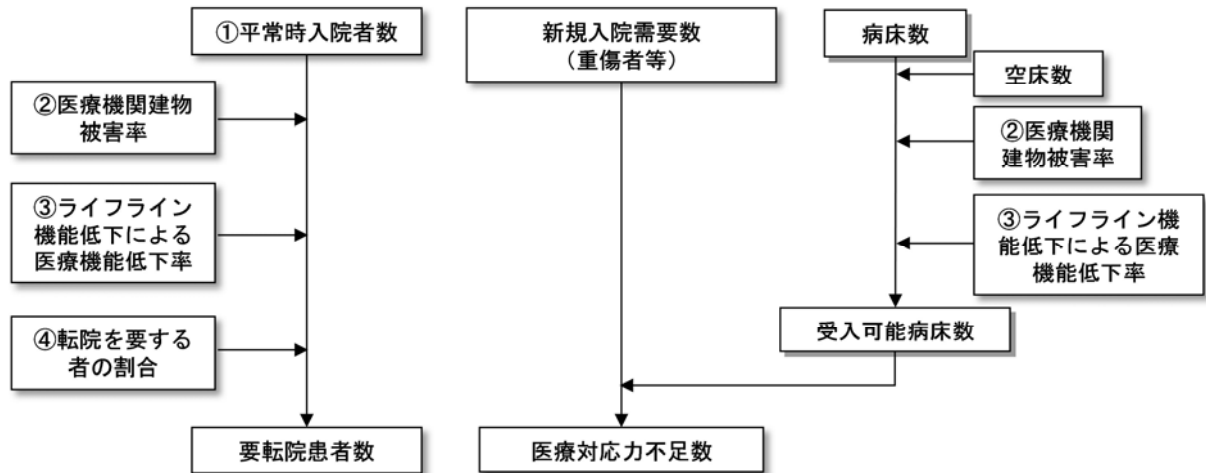 ①平常時入院者数
②医療機関建物
被害率
③ライフライン
機能低下による
医療機能低下率
④転院を要する
者の割合
要転院患者数
新規入院需要数
（重傷者等）
医療対応力不足数
病床数
空床数
②医療機関
建物被害率
③ライフライン機
能低下による医療
機能低下率
受入可能病床数